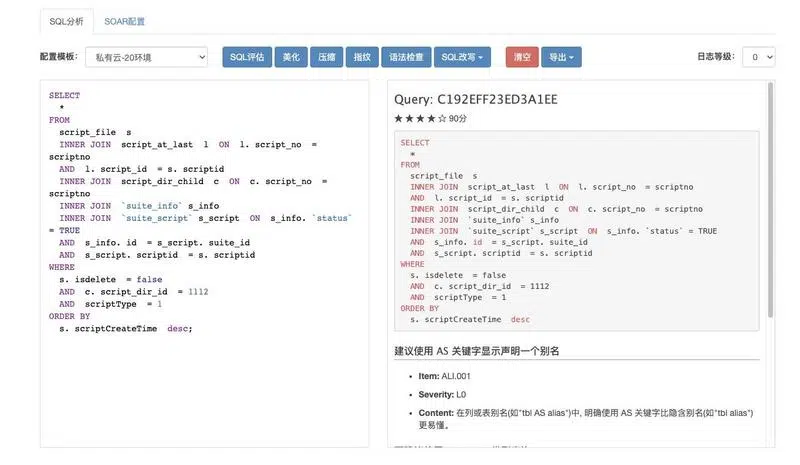 SQL分析 SOAR配置
配置模板: 私有云-20环境 SQL评估 美化 压缩 指纹 语法检查 SQL改写 清空 导出 日志等级: 0
SELECT
*
FROM
script_file s
INNER JOIN script_at_last l ON l. script_no =
scriptno
AND l. script_id = s. scriptid
INNER JOIN script_dir_child c ON c. script_no =
scriptno
INNER JOIN `suite_info` s_info
INNER JOIN `suite_script` s_script ON s_info. `status`
= TRUE
AND s_info. id = s_script. suite_id
AND s_script. scriptid = s. scriptid
WHERE
s. isdelete = false
AND c. script_dir_id = 1112
AND scriptType = 1
ORDER BY
s. scriptCreateTime desc;
Query: C192EFF23ED3A1EE
★ ★ ★ ★ ☆ 90分
SELECT
*
FROM
script_file s
INNER JOIN script_at_last l ON l. script_no = scriptno
AND l. script_id = s. scriptid
INNER JOIN script_dir_child c ON c. script_no = scriptno
INNER JOIN `suite_info` s_info
INNER JOIN `suite_script` s_script ON s_info. `status` = TRUE
AND s_info. id = s_script. suite_id
AND s_script. scriptid = s. scriptid
WHERE
s. isdelete = false
AND c. script_dir_id = 1112
AND scriptType = 1
ORDER BY
s. scriptCreateTime desc
建议使用 AS 关键字显示声明一个别名
• Item: ALI.001
• Severity: L0
• Content: 在列或表别名(如"tbl AS alias")中, 明确使用 AS 关键字比隐含别名(如"tbl alias")
更易懂。